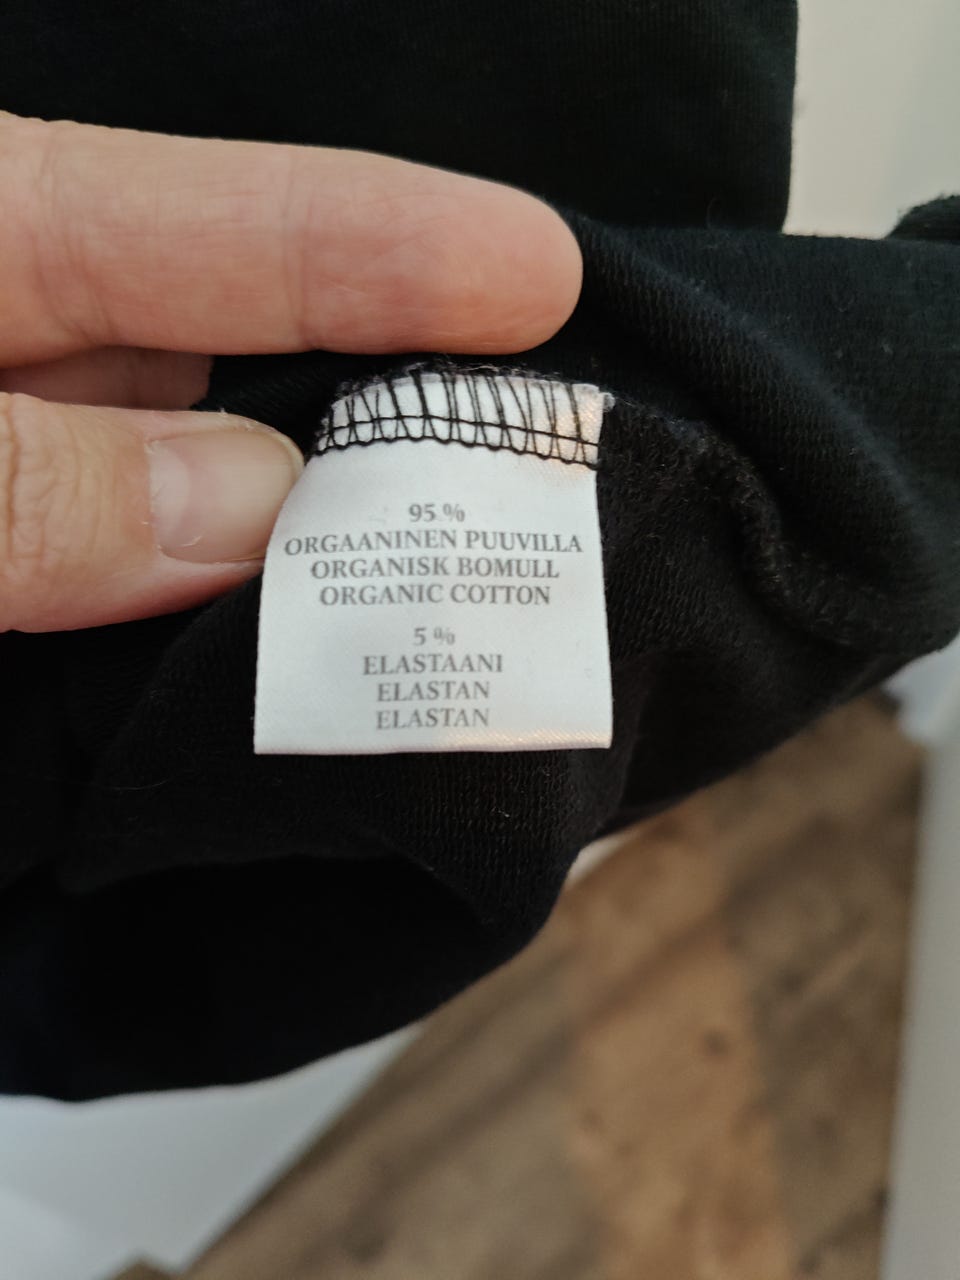 95 %
ORGAANINEN PUUVILLA
ORGANISK BOMULL
ORGANIC COTTON
5 %
ELASTAANI
ELASTAN
ELASTAN